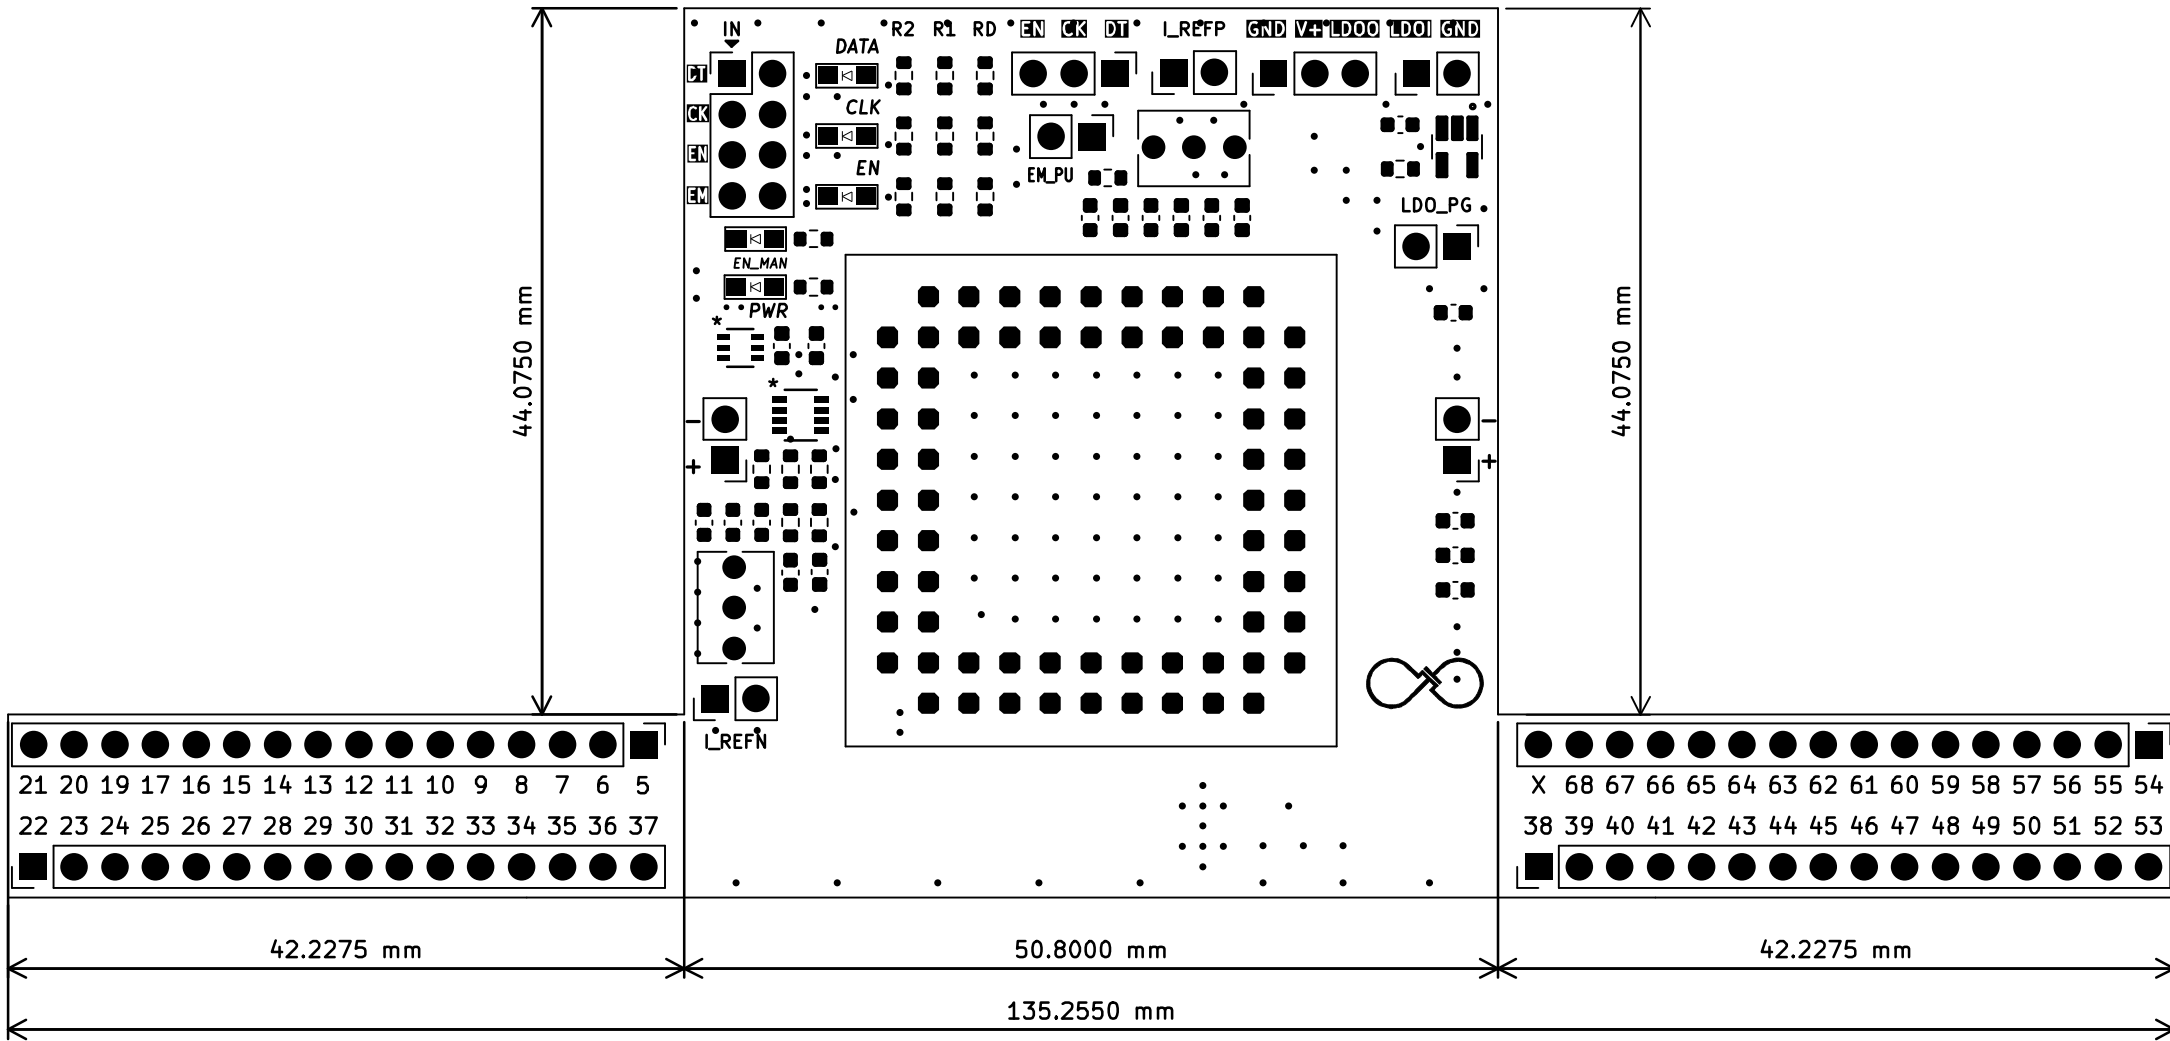 IN R2 R1 RD EN CK DT I_REFP GND V+ LDOO LDOI GND
DATA
DT
CLK
CK
EN
EN
EM_PU
EM
LDO_PG
EN_MAN
PWR
*
*
44.0750 mm
44.0750 mm
- -
+ +
I_REFN
21 20 19 17 16 15 14 13 12 11 10 9 8 7 6 5
X 68 67 66 65 64 63 62 61 60 59 58 57 56 55 54
22 23 24 25 26 27 28 29 30 31 32 33 34 35 36 37
38 39 40 41 42 43 44 45 46 47 48 49 50 51 52 53
42.2275 mm 50.8000 mm 42.2275 mm
135.2550 mm